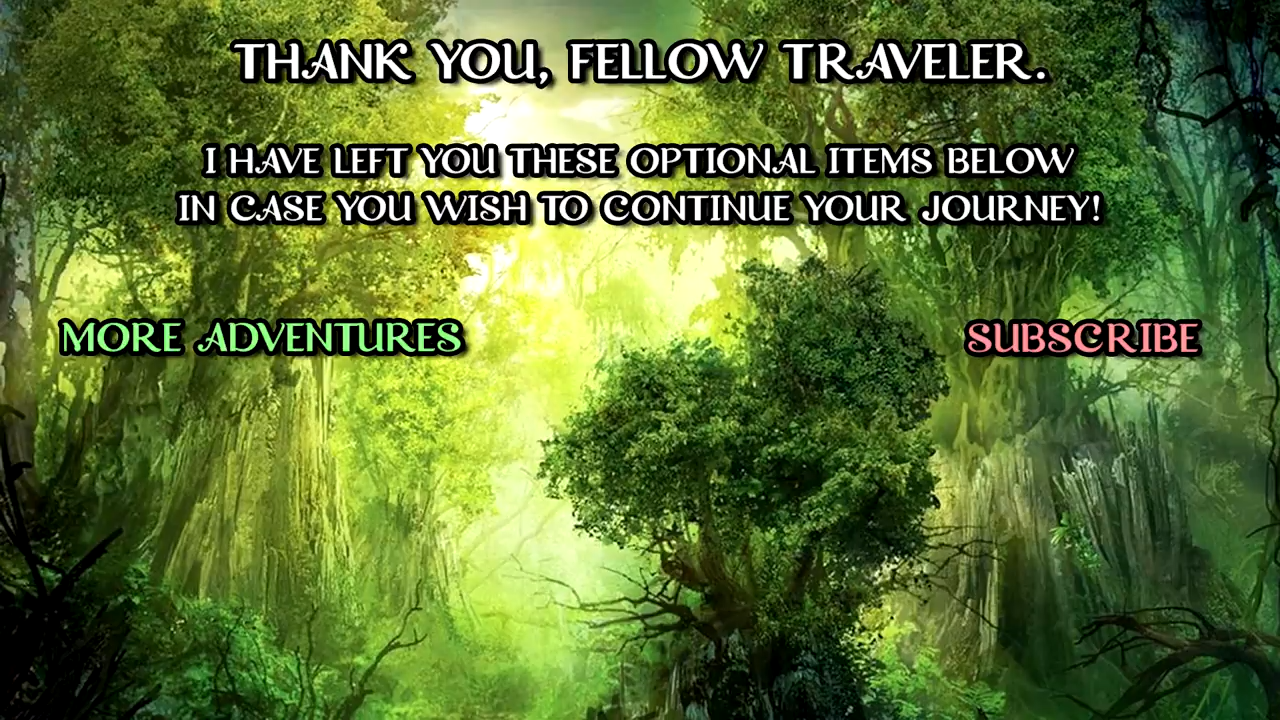 THANK YOU, FELLOW TRAVELER.
I HAVE LEFT YOU THESE OPTIONAL ITEMS BELOW
IN CASE YOU WISH TO CONTINUE YOUR JOURNEY!
MORE ADVENTURES
SUBSCRIBE